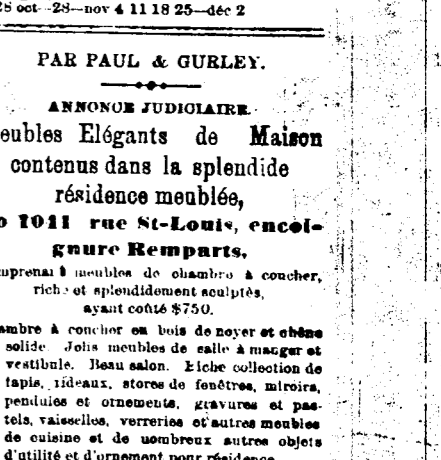 28 oct--28—nov 4 11 18 25—déc 2
PAR PAUL & GURLEY.
ANNONCE JUDICIAIRE.
eubles Elégants de Maison
contenus dans la splendide
résidence meublée,
o 1011 rue St-Louis, encoi-
gnure Remparts,
mprenant meubles de chambre à coucher,
riche et splendidement sculptés,
ayant coûté $750.
ambre à coucher en bois de noyer et chêne
solide. Jolis meubles de salle à manger et
vestibule. Beau salon. Riche collection de
tapis, rideaux, stores de fenêtres, miroirs,
pendules et ornements, gravures et pas-
tels, vaisselles, verreries et autres meubles
de cuisine et de nombreux autres objets
d'utilité et d'ornement pour résidence